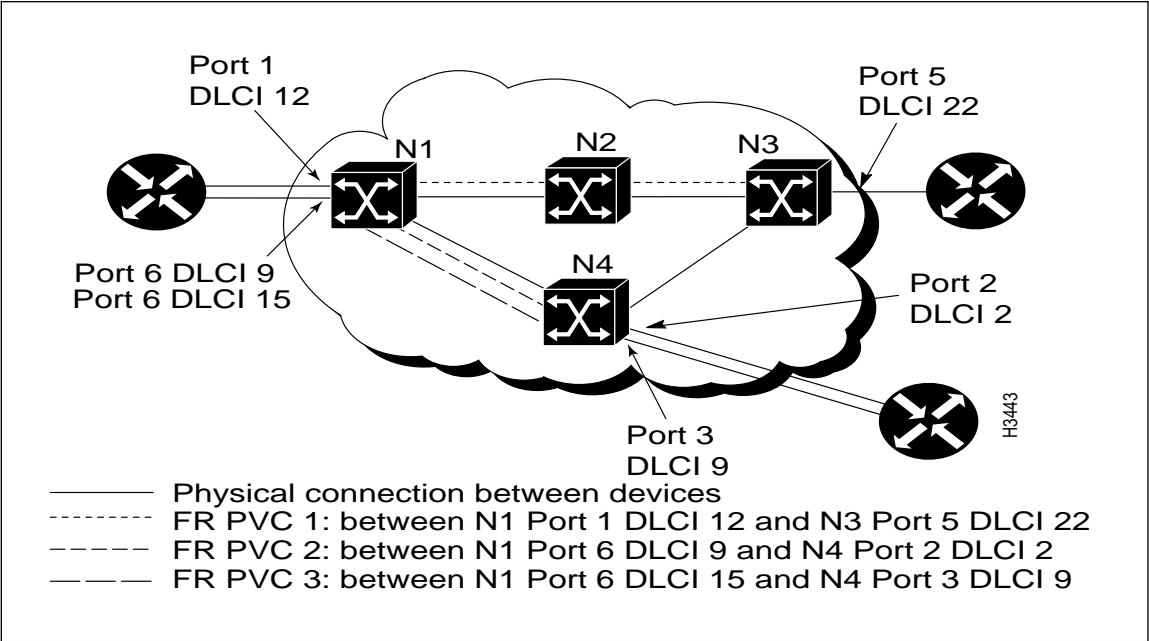 Port 1
DLCI 12
Port 5
DLCI 22
N1
N2
N3
Port 6 DLCI 9
Port 6 DLCI 15
N4
Port 2
DLCI 2
Port 3
DLCI 9
H3443
Physical connection between devices
FR PVC 1: between N1 Port 1 DLCI 12 and N3 Port 5 DLCI 22
FR PVC 2: between N1 Port 6 DLCI 9 and N4 Port 2 DLCI 2
FR PVC 3: between N1 Port 6 DLCI 15 and N4 Port 3 DLCI 9